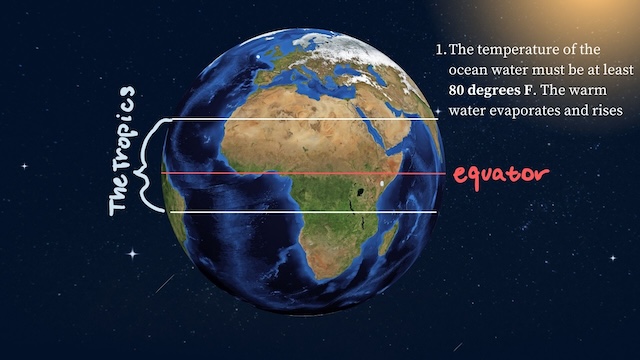 1. The temperature of the
ocean water must be at least
80 degrees F. The warm
water evaporates and rises
The Tropics
equator